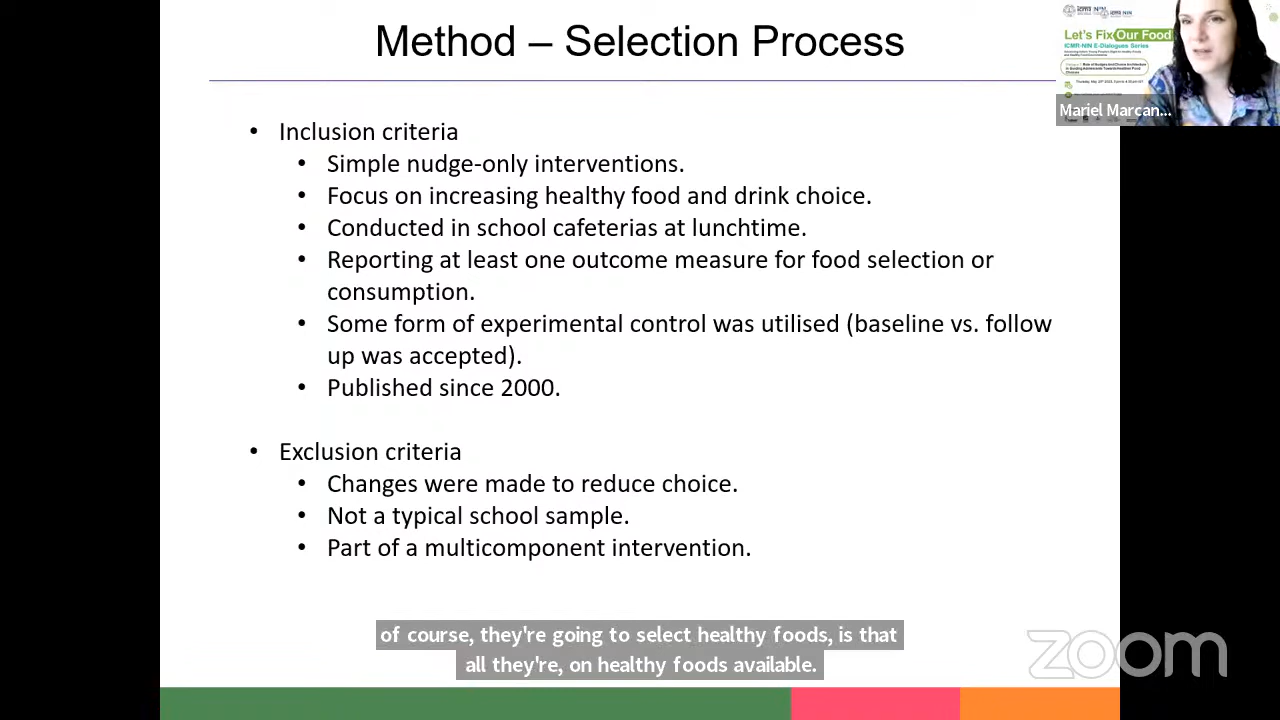 Method – Selection Process
• Inclusion criteria
• Simple nudge-only interventions.
• Focus on increasing healthy food and drink choice.
• Conducted in school cafeterias at lunchtime.
• Reporting at least one outcome measure for food selection or
consumption.
• Some form of experimental control was utilised (baseline vs. follow
up was accepted).
• Published since 2000.
• Exclusion criteria
• Changes were made to reduce choice.
• Not a typical school sample.
• Part of a multicomponent intervention.
Let's Fix Our Food
ICMR-NIN E-Dialogues Series
Mariel Marcan...
of course, they're going to select healthy foods, is that
all they're, on healthy foods available.
zoom